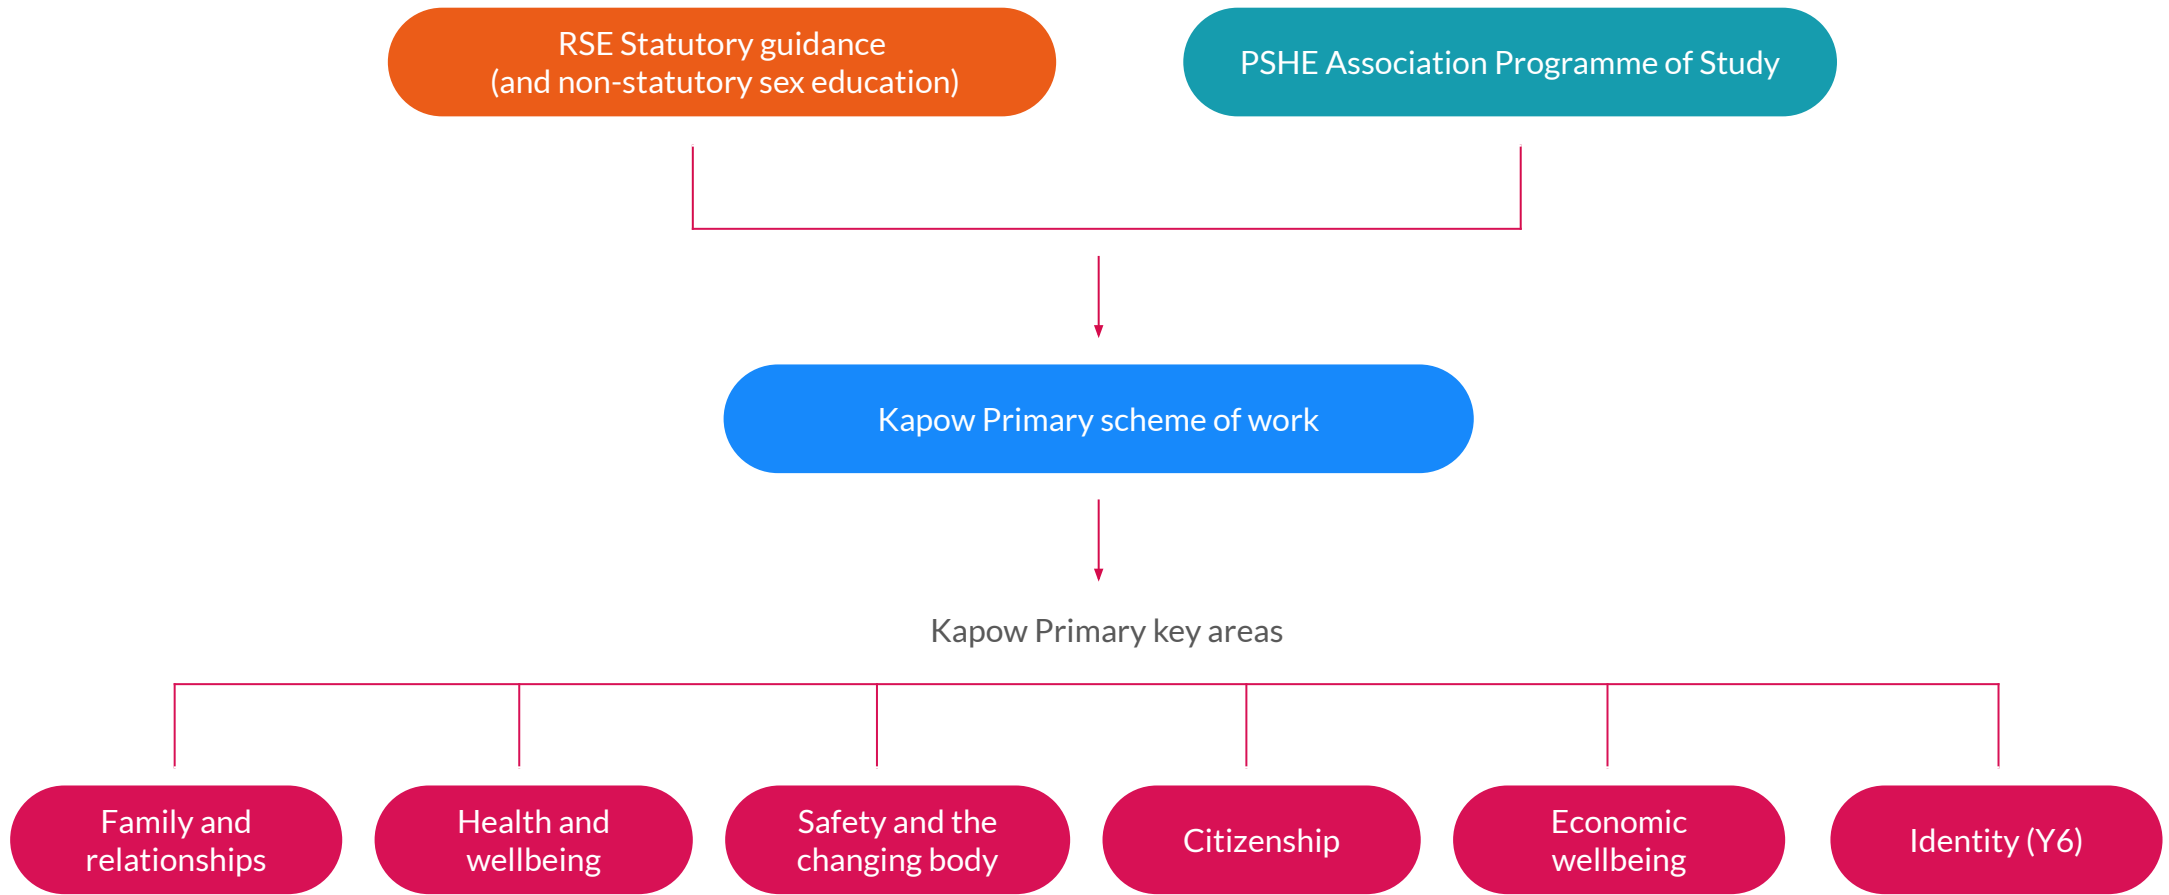 RSE Statutory guidance
(and non-statutory sex education)
PSHE Association Programme of Study
Kapow Primary scheme of work
Kapow Primary key areas
Family and
relationships
Health and
wellbeing
Safety and the
changing body
Citizenship
Economic
wellbeing
Identity (Y6)